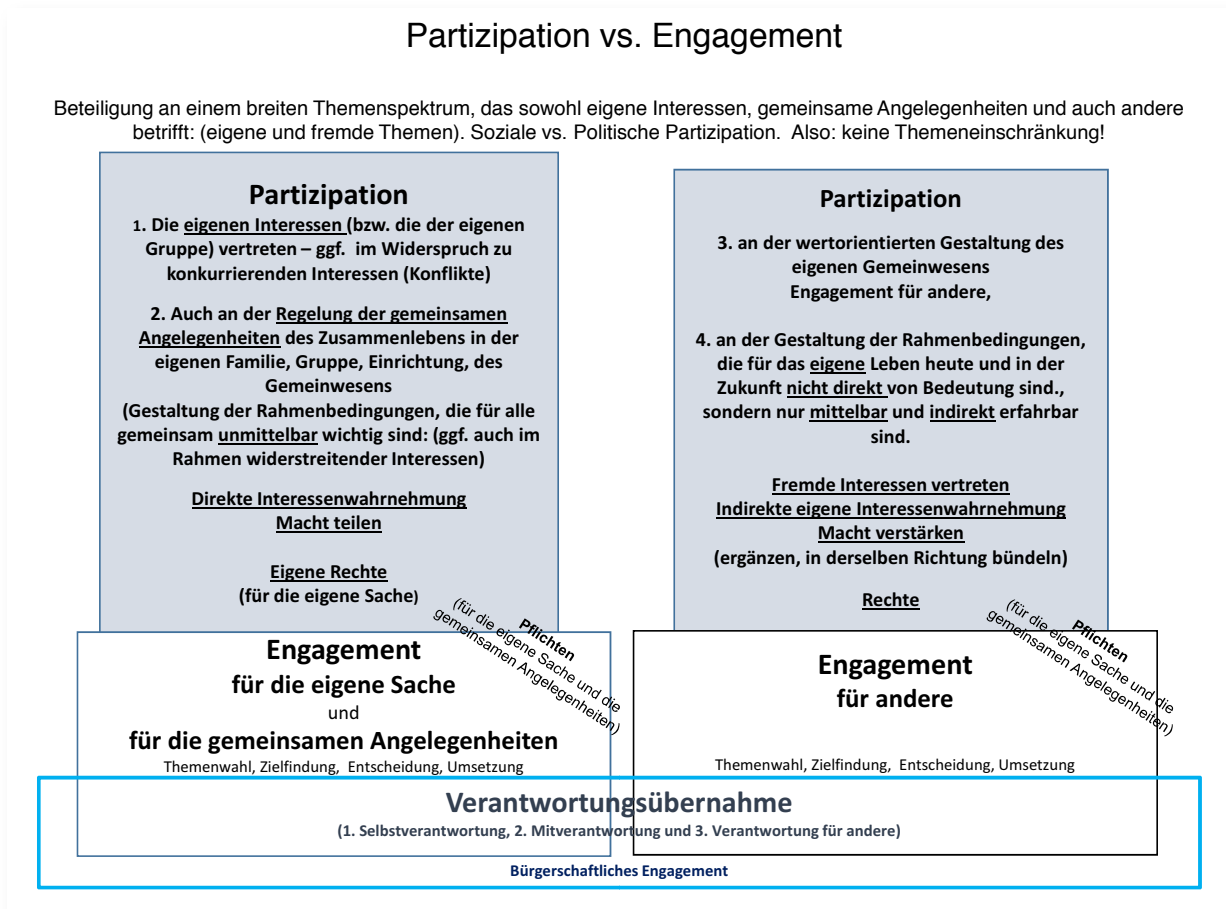 Partizipation vs. Engagement
Beteiligung an einem breiten Themenspektrum, das sowohl eigene Interessen, gemeinsame Angelegenheiten und auch andere
betrifft: (eigene und fremde Themen). Soziale vs. Politische Partizipation. Also: keine Themeneinschränkung!
Partizipation
1. Die eigenen Interessen (bzw. die der eigenen
Gruppe) vertreten – ggf. im Widerspruch zu
konkurrierenden Interessen (Konflikte)
2. Auch an der Regelung der gemeinsamen
Angelegenheiten des Zusammenlebens in der
eigenen Familie, Gruppe, Einrichtung, des
Gemeinwesens
(Gestaltung der Rahmenbedingungen, die für alle
gemeinsam unmittelbar wichtig sind: (ggf. auch im
Rahmen widerstreitender Interessen)
Direkte Interessenwahrnehmung
Macht teilen
Eigene Rechte
(für die eigene Sache)
Pflichten
(für die eigene Sache und die
gemeinsamen Angelegenheiten)
Engagement
für die eigene Sache
und
für die gemeinsamen Angelegenheiten
Themenwahl, Zielfindung, Entscheidung, Umsetzung
Partizipation
3. an der wertorientierten Gestaltung des
eigenen Gemeinwesens
Engagement für andere,
4. an der Gestaltung der Rahmenbedingungen,
die für das eigene Leben heute und in der
Zukunft nicht direkt von Bedeutung sind.,
sondern nur mittelbar und indirekt erfahrbar
sind.
Fremde Interessen vertreten
Indirekte eigene Interessenwahrnehmung
Macht verstärken
(ergänzen, in derselben Richtung bündeln)
Rechte
Pflichten
(für die eigene Sache und die
gemeinsamen Angelegenheiten)
Engagement
für andere
Themenwahl, Zielfindung, Entscheidung, Umsetzung
Verantwortungsübernahme
(1. Selbstverantwortung, 2. Mitverantwortung und 3. Verantwortung für andere)
Bürgerschaftliches Engagement